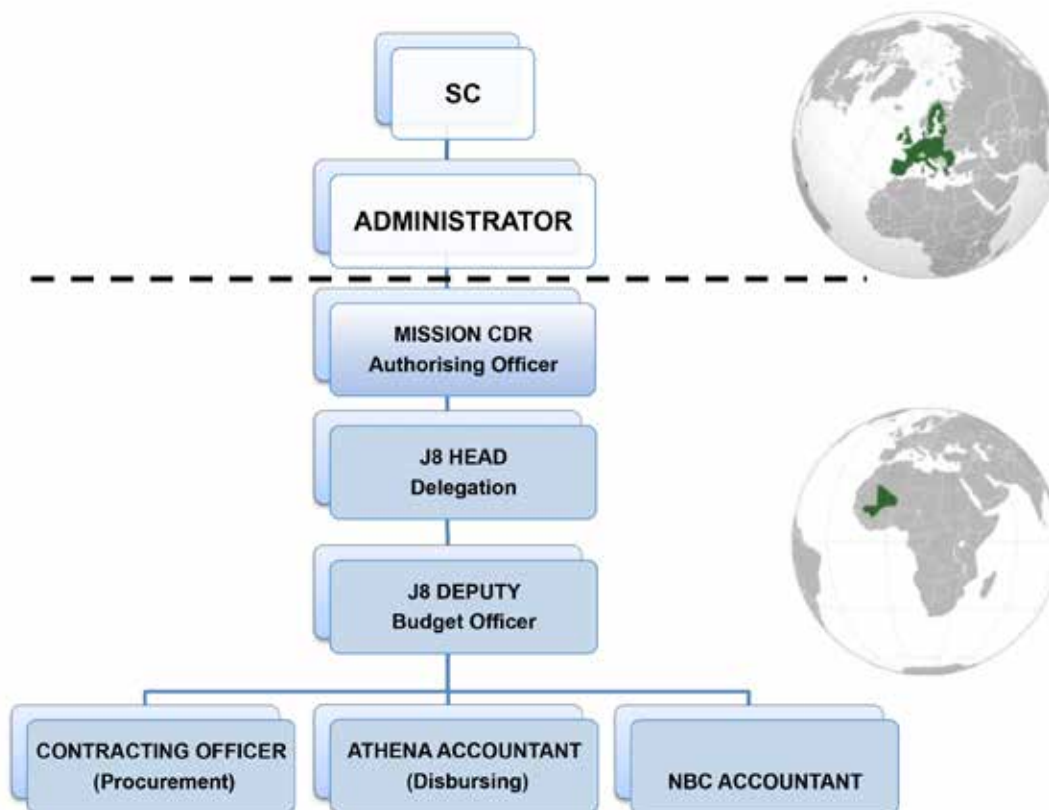 SC
ADMINISTRATOR
MISSION CDR
Authorising Officer
J8 HEAD
Delegation
J8 DEPUTY
Budget Officer
CONTRACTING OFFICER
(Procurement)
ATHENA ACCOUNTANT
(Disbursing)
NBC ACCOUNTANT